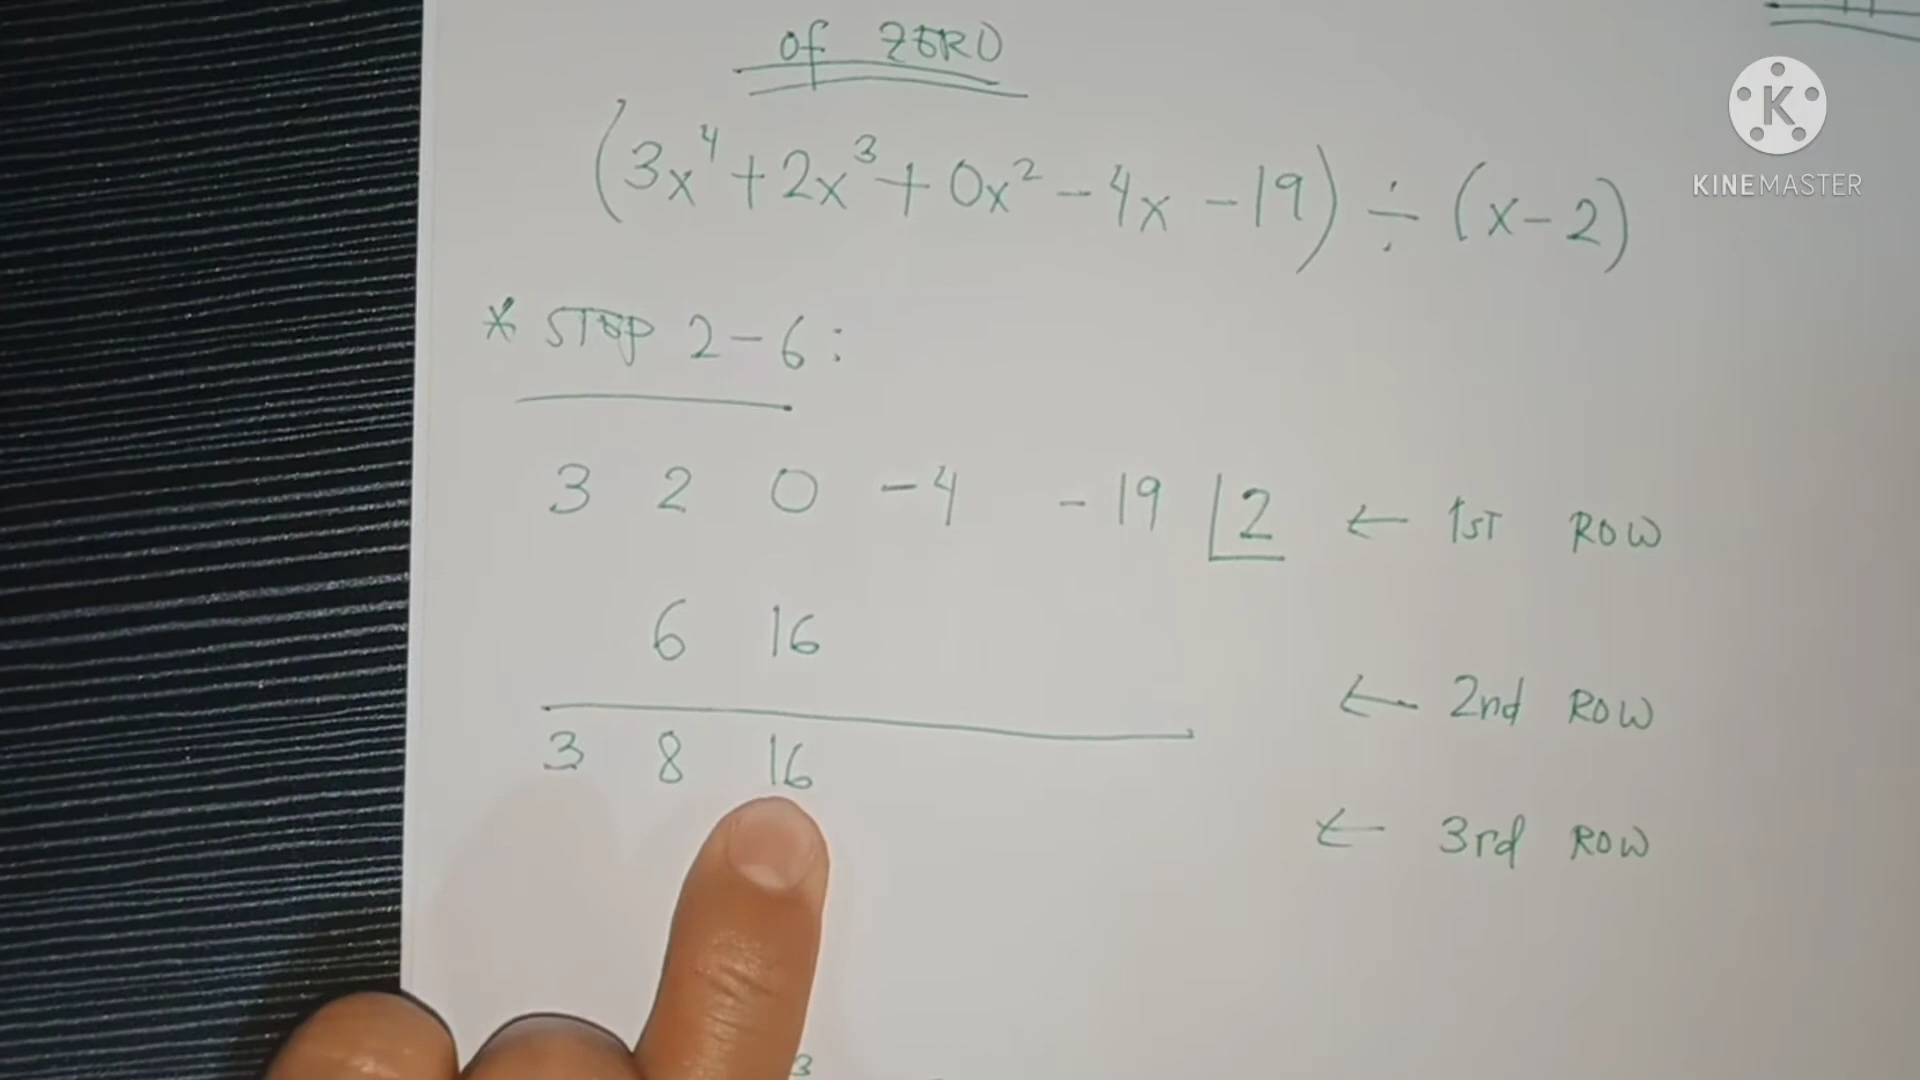 of ZERO
K
KINEMASTER
(3x⁴ + 2x³ + 0x² - 4x - 19) ÷ (x - 2)
* STEP 2 - 6 :
3 2 0 -4 -19 |2 ← 1ST ROW
6 16
← 2nd ROW
3 8 16
← 3rd ROW
3